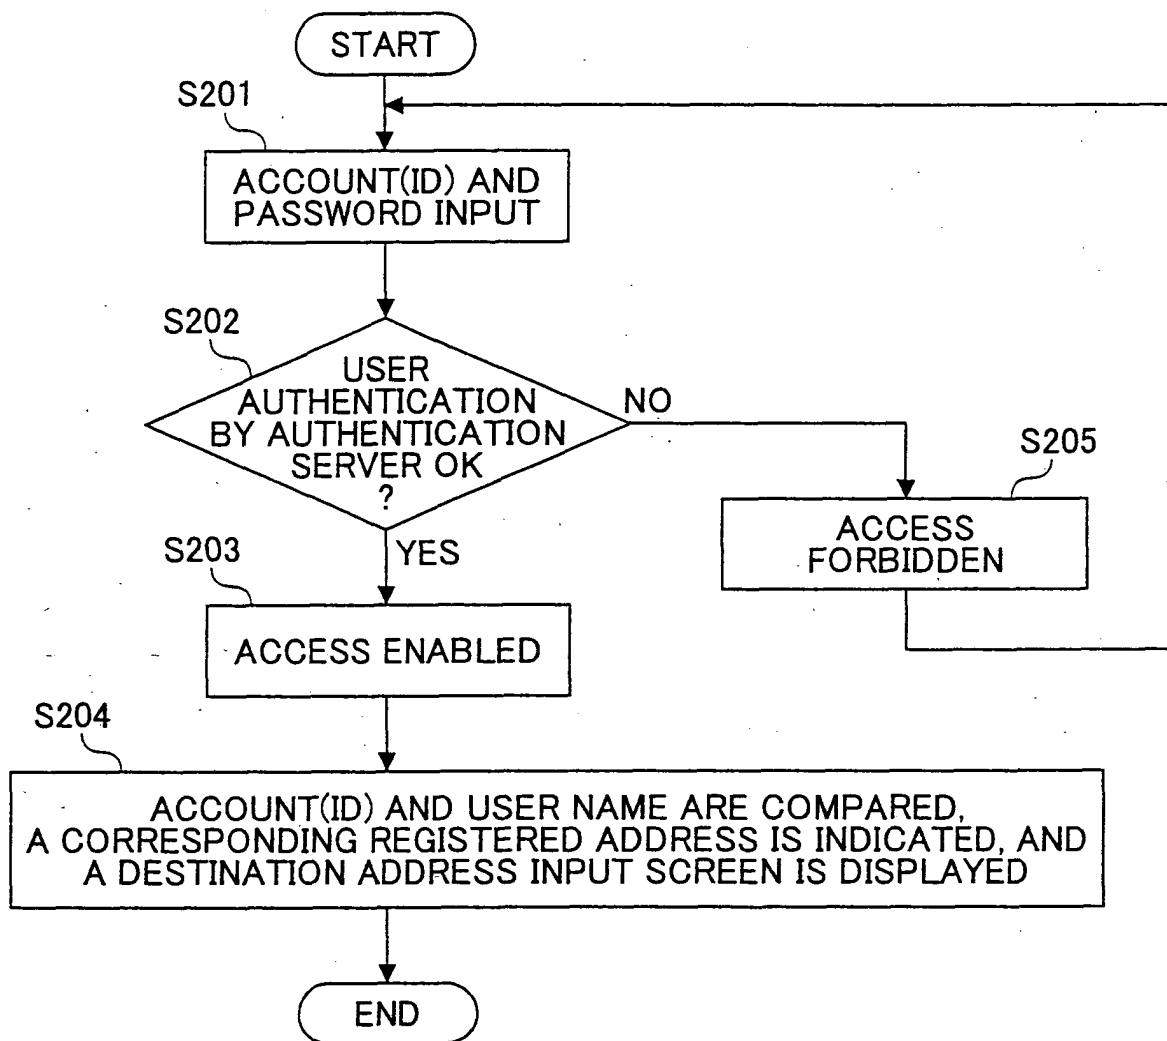 START
S201
ACCOUNT(ID) AND
PASSWORD INPUT
S202
USER
AUTHENTICATION
BY AUTHENTICATION
SERVER OK
?
NO
S205
ACCESS
FORBIDDEN
YES
S203
ACCESS ENABLED
S204
ACCOUNT(ID) AND USER NAME ARE COMPARED,
A CORRESPONDING REGISTERED ADDRESS IS INDICATED, AND
A DESTINATION ADDRESS INPUT SCREEN IS DISPLAYED
END